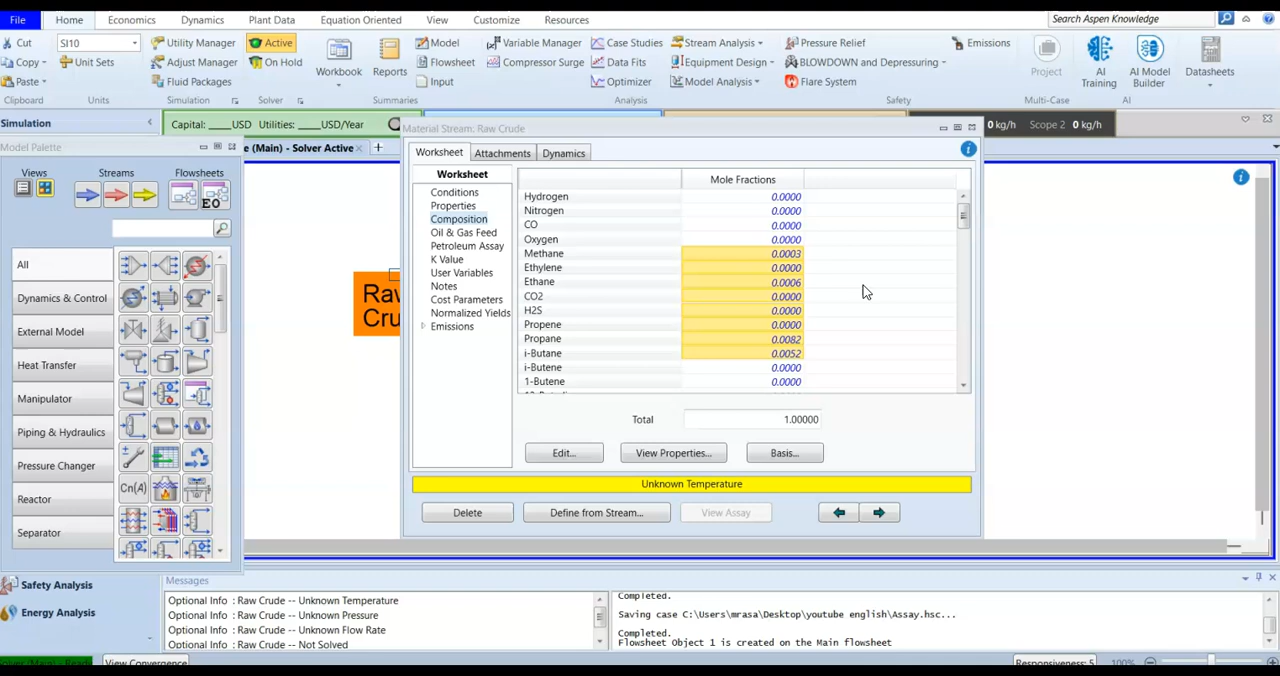 File Home Economics Dynamics Plant Data Equation Oriented View Customize Resources Search Aspen Knowledge
Cut SI10 Utility Manager Active Model Variable Manager Case Studies Stream Analysis Pressure Relief Emissions
Copy Unit Sets Adjust Manager On Hold Workbook Reports Flowsheet Compressor Surge Data Fits Equipment Design BLOWDOWN and Depressuring Project AI Training AI Model Builder Datasheets
Paste Fluid Packages Input Optimizer Model Analysis Flare System
Clipboard Units Simulation Solver Summaries Analysis Safety Multi-Case AI
Simulation Capital: ____USD Utilities: ____USD/Year 0 kg/h Scope 2 0 kg/h
Model Palette
(Main) - Solver Active
Views Streams Flowsheets
EO
All
Dynamics & Control
External Model
Heat Transfer
Manipulator
Piping & Hydraulics
Pressure Changer
Reactor
Separator
Cn(A)
Raw
Cru
Material Stream: Raw Crude
Worksheet Attachments Dynamics
Worksheet
Conditions
Properties
Composition
Oil & Gas Feed
Petroleum Assay
K Value
User Variables
Notes
Cost Parameters
Normalized Yields
Emissions
Mole Fractions
Hydrogen 0.0000
Nitrogen 0.0000
CO 0.0000
Oxygen 0.0000
Methane 0.0003
Ethylene 0.0000
Ethane 0.0006
CO2 0.0000
H2S 0.0000
Propene 0.0000
Propane 0.0082
i-Butane 0.0052
i-Butene 0.0000
1-Butene 0.0000
Total 1.00000
Edit... View Properties... Basis...
Unknown Temperature
Delete Define from Stream... View Assay
Safety Analysis
Energy Analysis
Messages
Optional Info : Raw Crude -- Unknown Temperature
Optional Info : Raw Crude -- Unknown Pressure
Optional Info : Raw Crude -- Unknown Flow Rate
Optional Info : Raw Crude -- Not Solved
Completed.
Saving case C:\Users\mrasa\Desktop\youtube english\Assay.hsc...
Completed.
Flowsheet Object 1 is created on the Main flowsheet
View Convergence Responsiveness: 5 100%